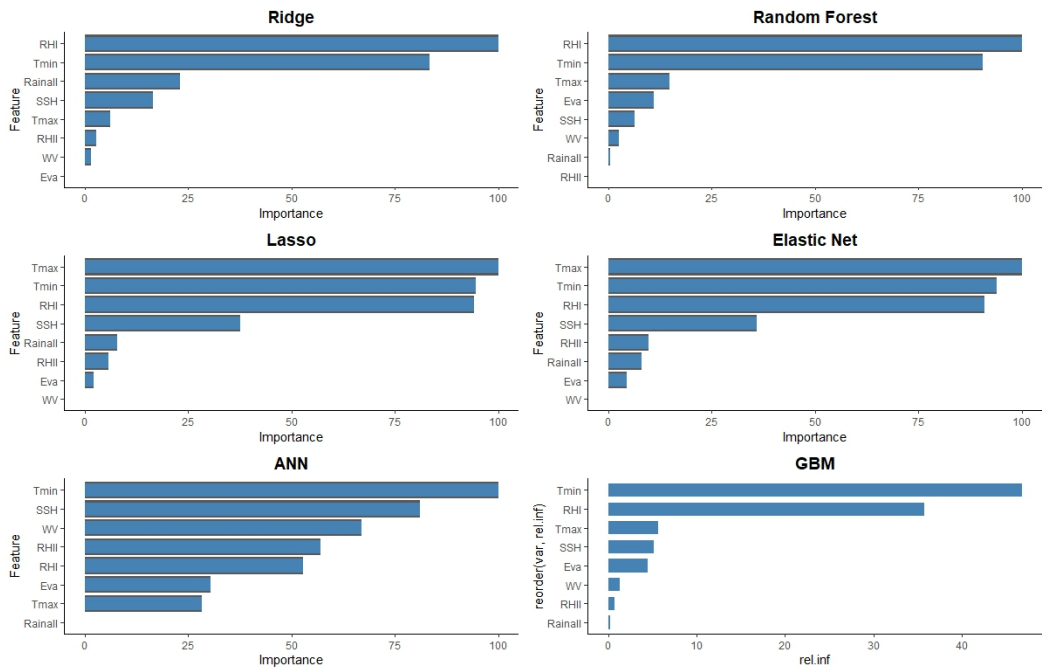 Ridge
Feature
RHI
Tmin
Rainall
SSH
Tmax
RHII
WV
Eva
0 25 50 75 100
Importance
Random Forest
Feature
RHI
Tmin
Tmax
Eva
SSH
WV
Rainall
RHII
0 25 50 75 100
Importance
Lasso
Feature
Tmax
Tmin
RHI
SSH
Rainall
RHII
Eva
WV
0 25 50 75 100
Importance
Elastic Net
Feature
Tmax
Tmin
RHI
SSH
RHII
Rainall
Eva
WV
0 25 50 75 100
Importance
ANN
Feature
Tmin
SSH
WV
RHII
RHI
Eva
Tmax
Rainall
0 25 50 75 100
Importance
GBM
reorder(var, rel.inf)
Tmin
RHI
Tmax
SSH
Eva
WV
RHII
Rainall
0 10 20 30 40
rel.inf